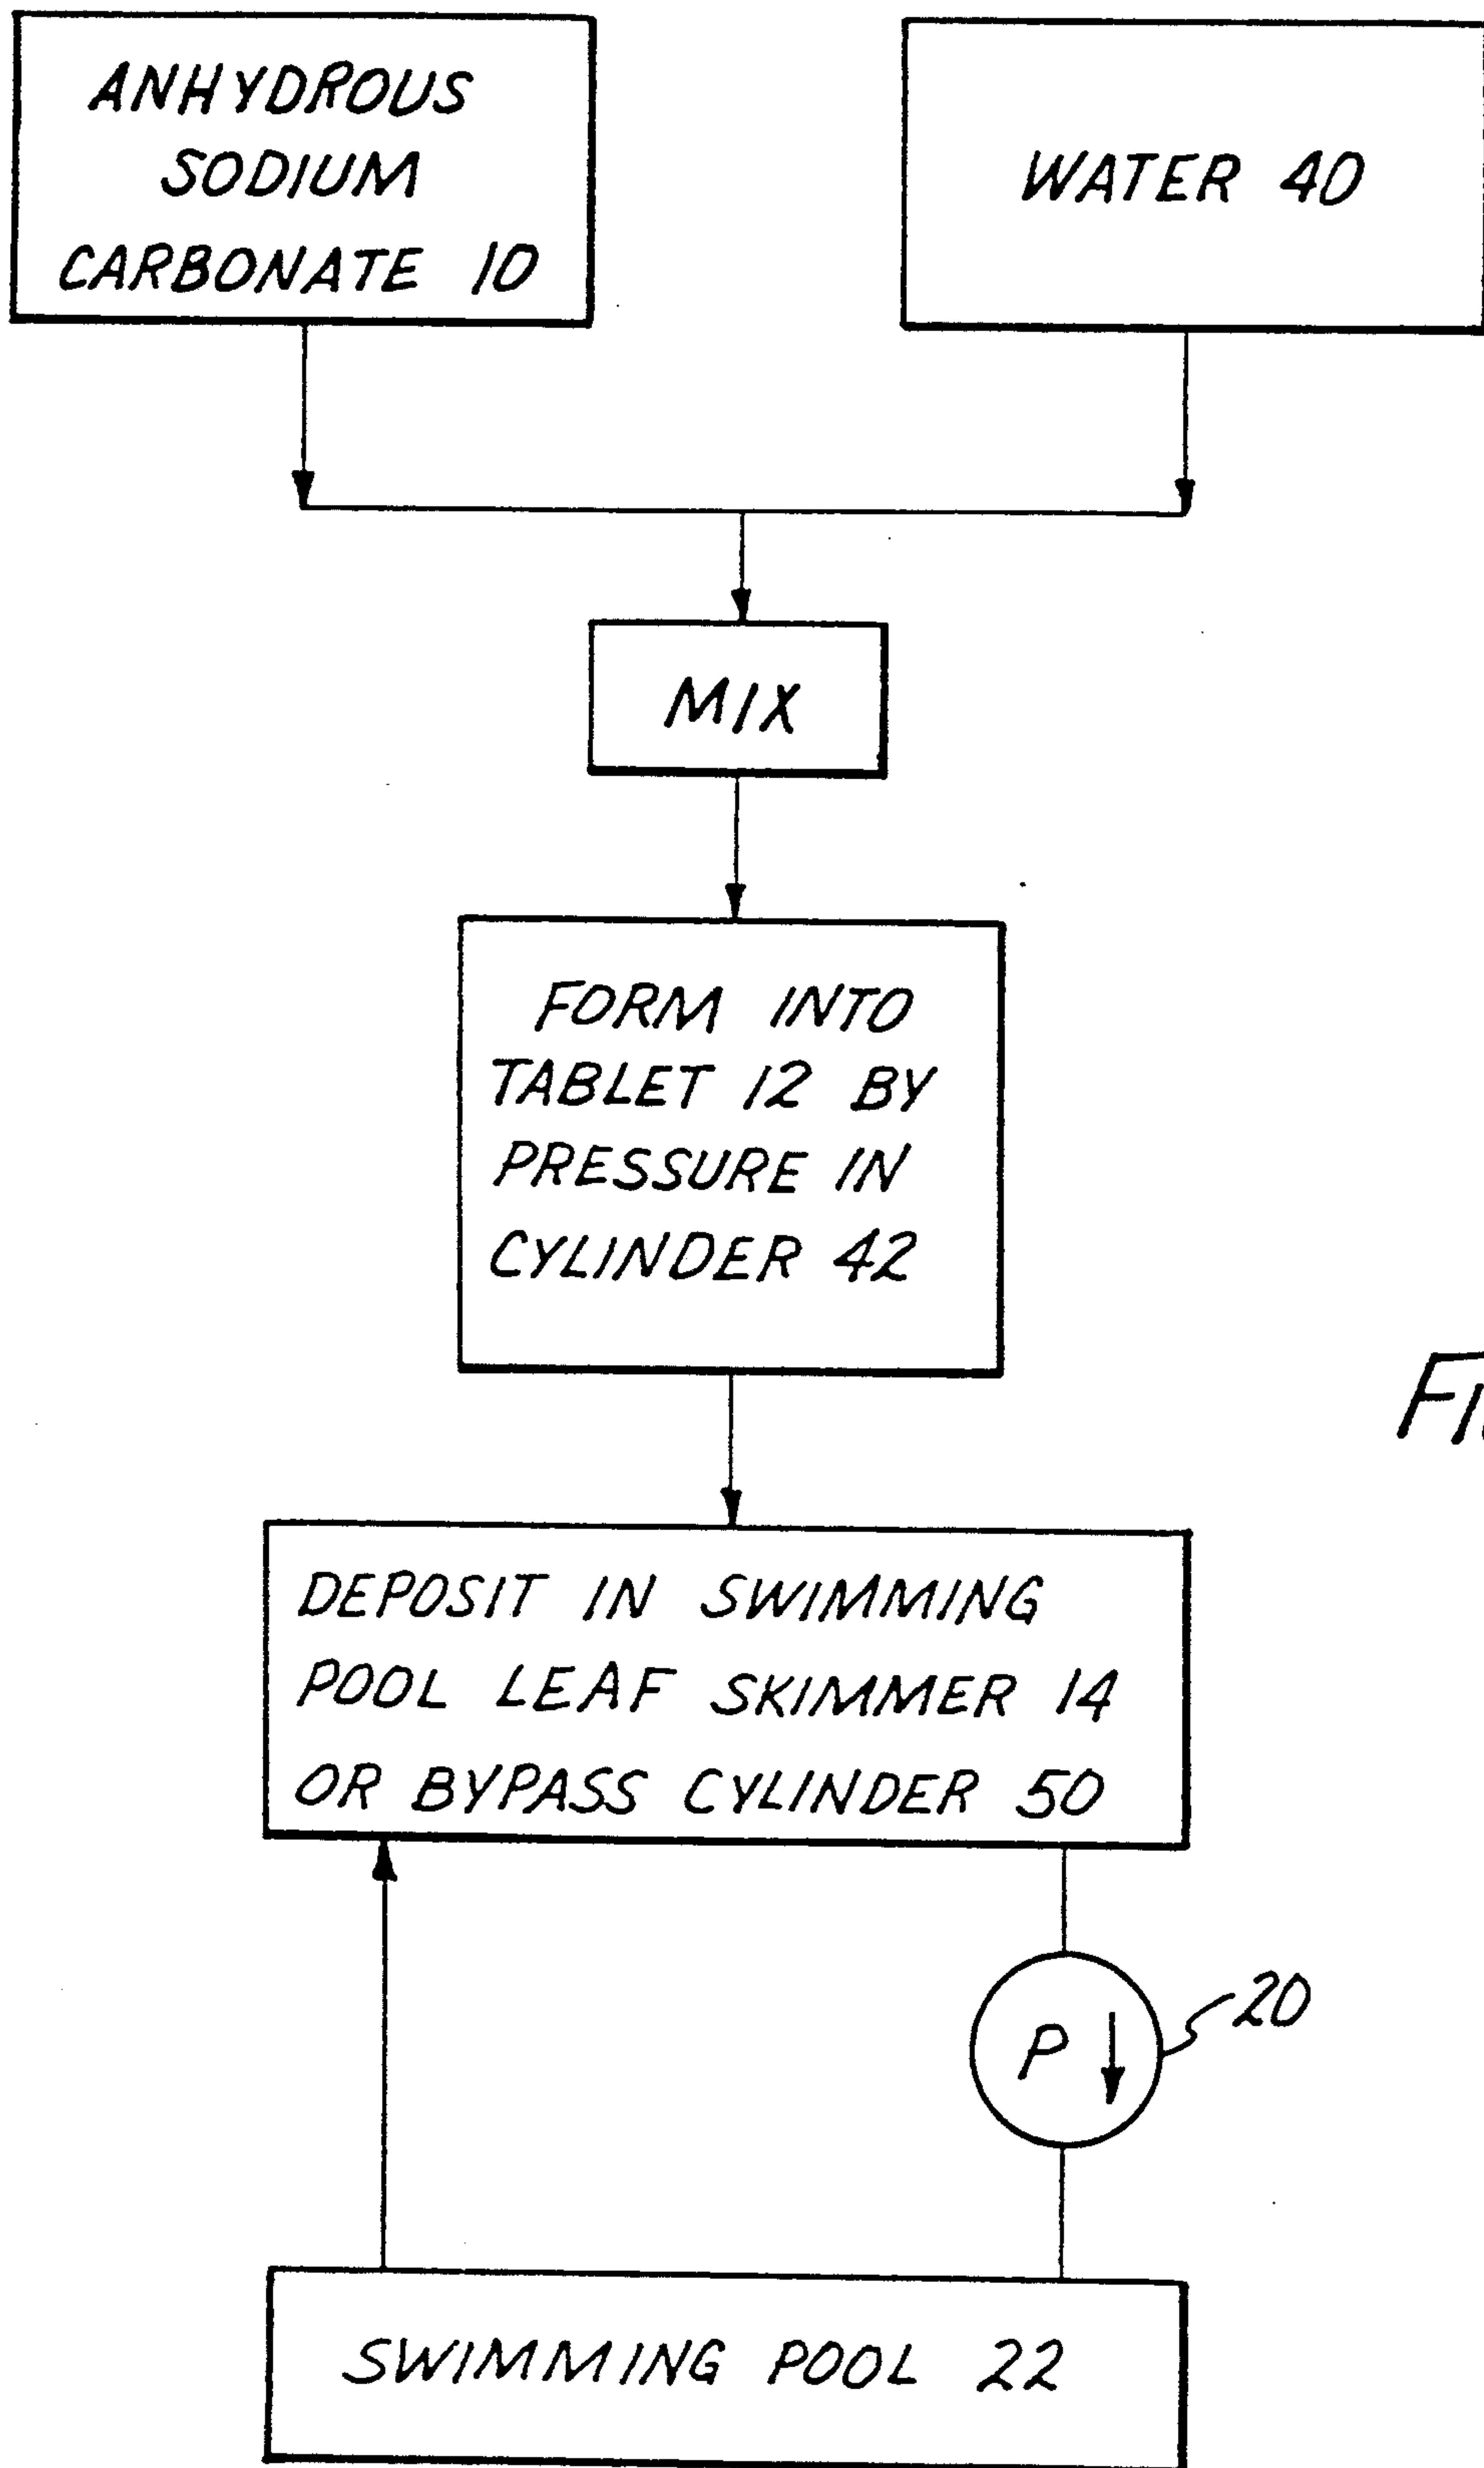 ANHYDROUS
SODIUM
CARBONATE 10
WATER 40
MIX
FORM INTO
TABLET 12 BY
PRESSURE IN
CYLINDER 42
DEPOSIT IN SWIMMING
POOL LEAF SKIMMER 14
OR BYPASS CYLINDER 50
P
20
SWIMMING POOL 22